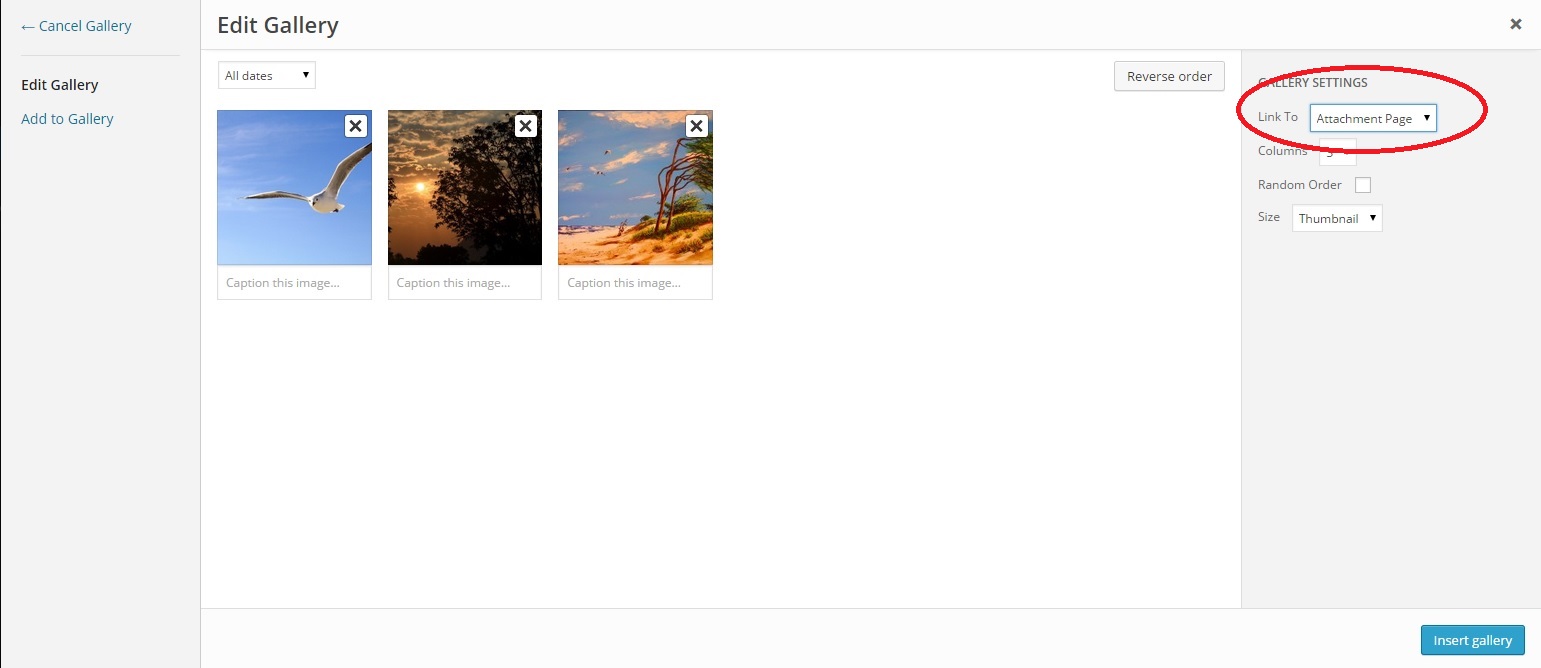 ← Cancel Gallery
Edit Gallery
Add to Gallery
Edit Gallery
All dates
Reverse order
Caption this image...
Caption this image...
Caption this image...
GALLERY SETTINGS
Link To Attachment Page
Columns
Random Order
Size Thumbnail
Insert gallery